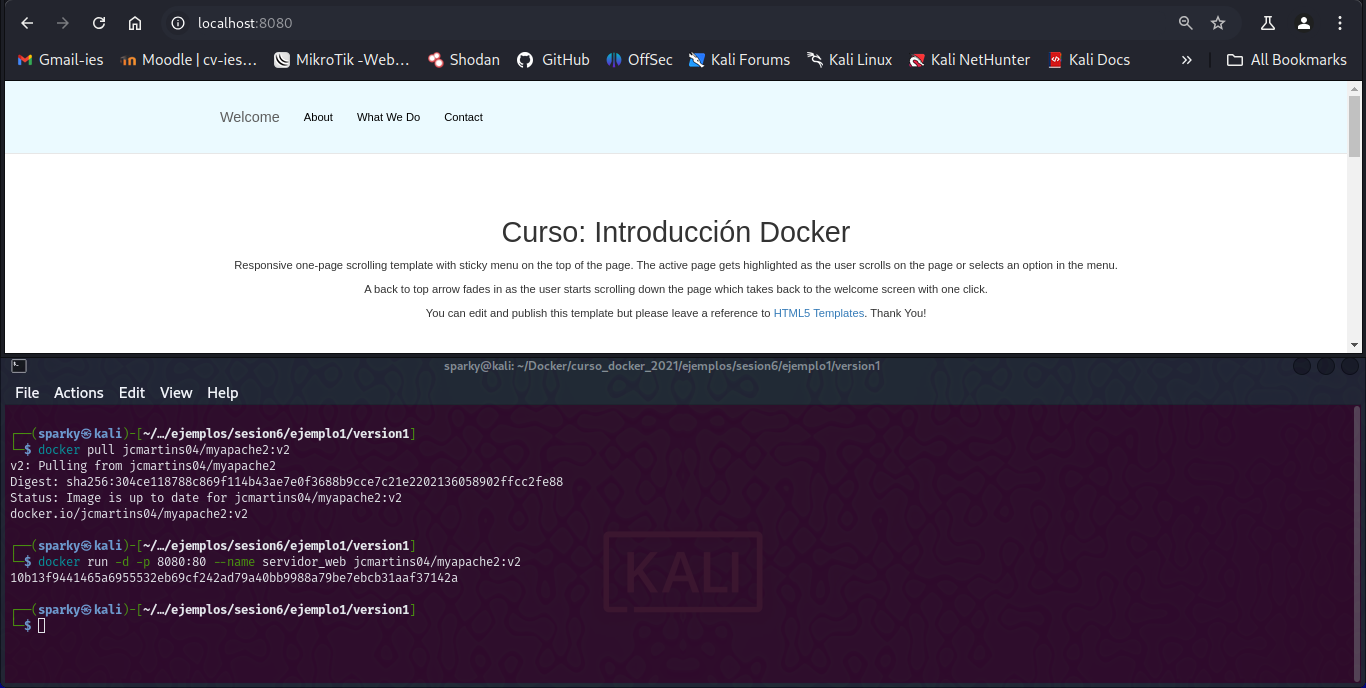 localhost:8080
Gmail-ies Moodle | cv-ies... MikroTik -Web... Shodan GitHub OffSec Kali Forums Kali Linux Kali NetHunter Kali Docs » All Bookmarks
Welcome About What We Do Contact
Curso: Introducción Docker
Responsive one-page scrolling template with sticky menu on the top of the page. The active page gets highlighted as the user scrolls on the page or selects an option in the menu.
A back to top arrow fades in as the user starts scrolling down the page which takes back to the welcome screen with one click.
You can edit and publish this template but please leave a reference to HTML5 Templates. Thank You!
sparky@kali: ~/Docker/curso_docker_2021/ejemplos/sesion6/ejemplo1/version1
File Actions Edit View Help
┌──(sparky㉿kali)-[~/…/ejemplos/sesion6/ejemplo1/version1]
└─$ docker pull jcmartins04/myapache2:v2
v2: Pulling from jcmartins04/myapache2
Digest: sha256:304ce118788c869f114b43ae7e0f3688b9cce7c21e2202136058902ffcc2fe88
Status: Image is up to date for jcmartins04/myapache2:v2
docker.io/jcmartins04/myapache2:v2
┌──(sparky㉿kali)-[~/…/ejemplos/sesion6/ejemplo1/version1]
└─$ docker run -d -p 8080:80 --name servidor_web jcmartins04/myapache2:v2
10b13f9441465a6955532eb69cf242ad79a40bb9988a79be7ebcb31aaf37142a
┌──(sparky㉿kali)-[~/…/ejemplos/sesion6/ejemplo1/version1]
└─$
KALI